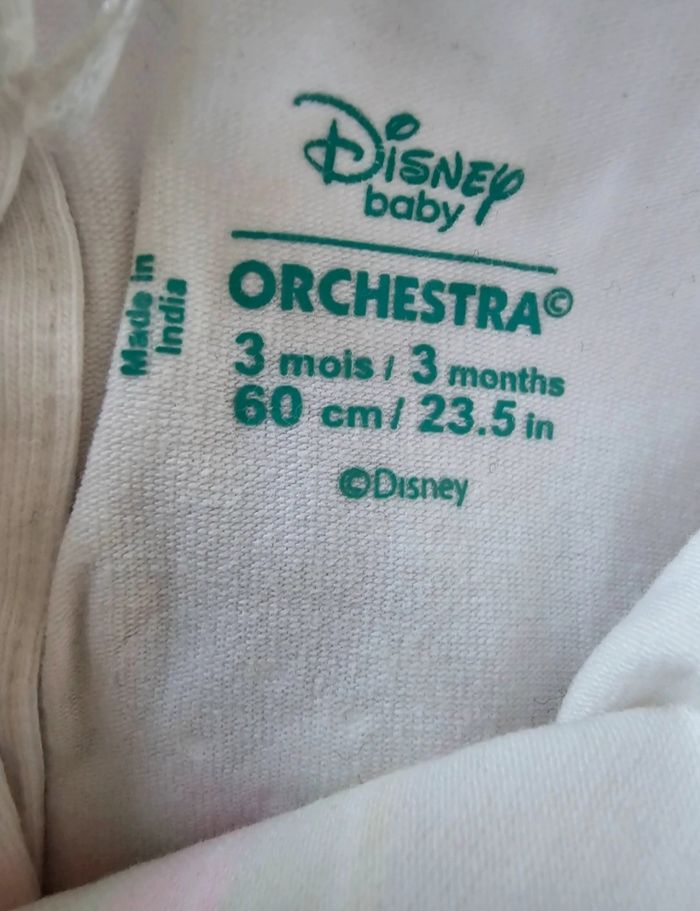 Disney
baby
ORCHESTRA©
3 mois / 3 months
60 cm / 23.5 in
©Disney
Made in
India